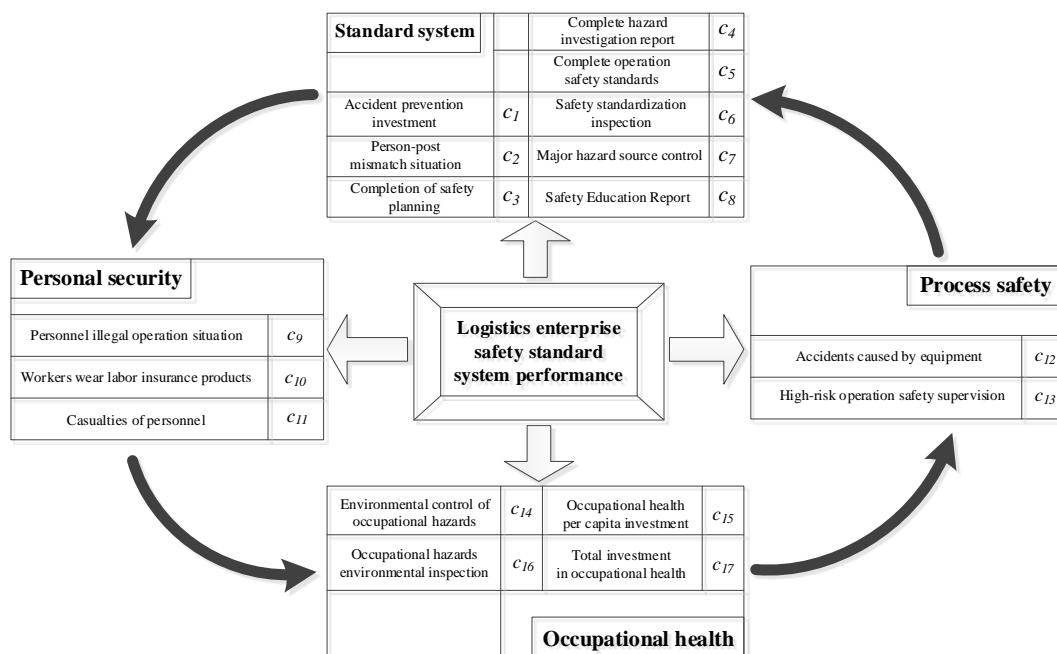 Standard system
Complete hazard
investigation report
c4
Complete operation
safety standards
c5
Accident prevention
investment
c1
Safety standardization
inspection
c6
Person-post
mismatch situation
c2
Major hazard source control
c7
Completion of safety
planning
c3
Safety Education Report
c8
Personal security
Personnel illegal operation situation
c9
Workers wear labor insurance products
c10
Casualties of personnel
c11
Logistics enterprise
safety standard
system performance
Process safety
Accidents caused by equipment
c12
High-risk operation safety supervision
c13
Environmental control of
occupational hazards
c14
Occupational health
per capita investment
c15
Occupational hazards
environmental inspection
c16
Total investment
in occupational health
c17
Occupational health